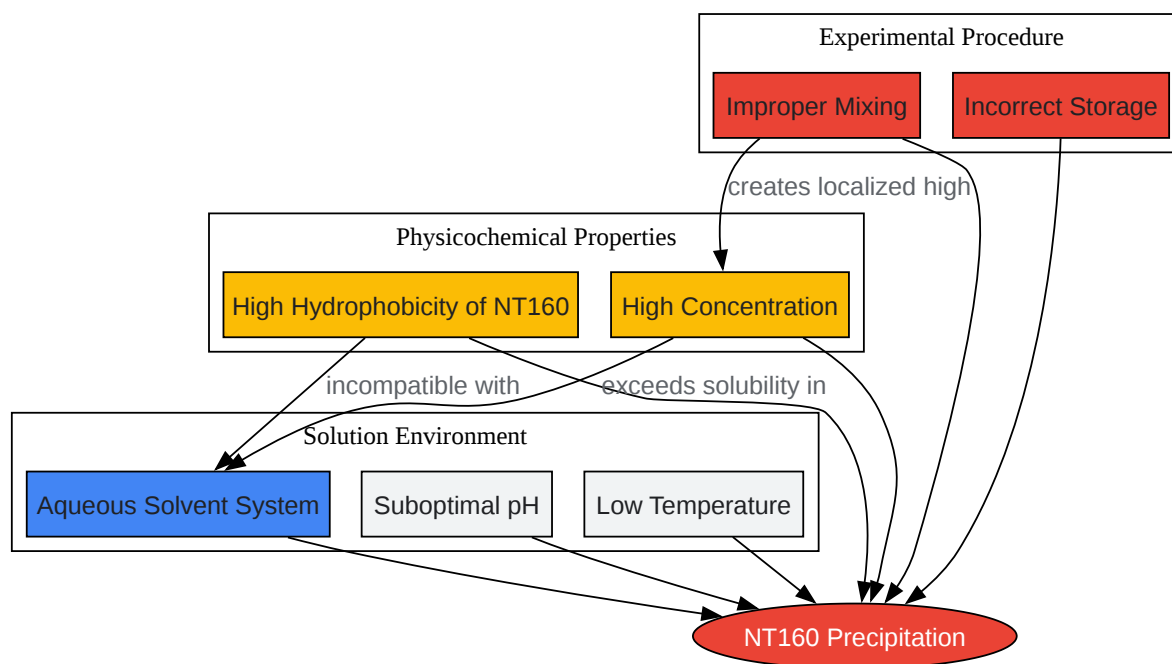 Experimental Procedure
Improper Mixing
Incorrect Storage
creates localized high
Physicochemical Properties
High Hydrophobicity of NT160
High Concentration
incompatible with
exceeds solubility in
Solution Environment
Aqueous Solvent System
Suboptimal pH
Low Temperature
NT160 Precipitation